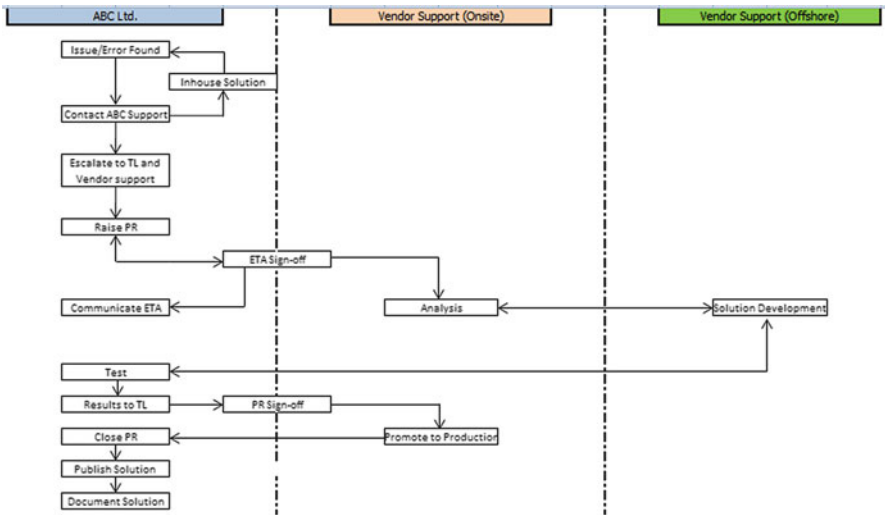 ABC Ltd.
Vendor Support (Onsite)
Vendor Support (Offshore)
Issue/Error Found
Inhouse Solution
Contact ABC Support
Escalate to TL and
Vendor support
Raise PR
ETA Sign-off
Communicate ETA
Analysis
Solution Development
Test
Results to TL
PR Sign-off
Close PR
Promote to Production
Publish Solution
Document Solution